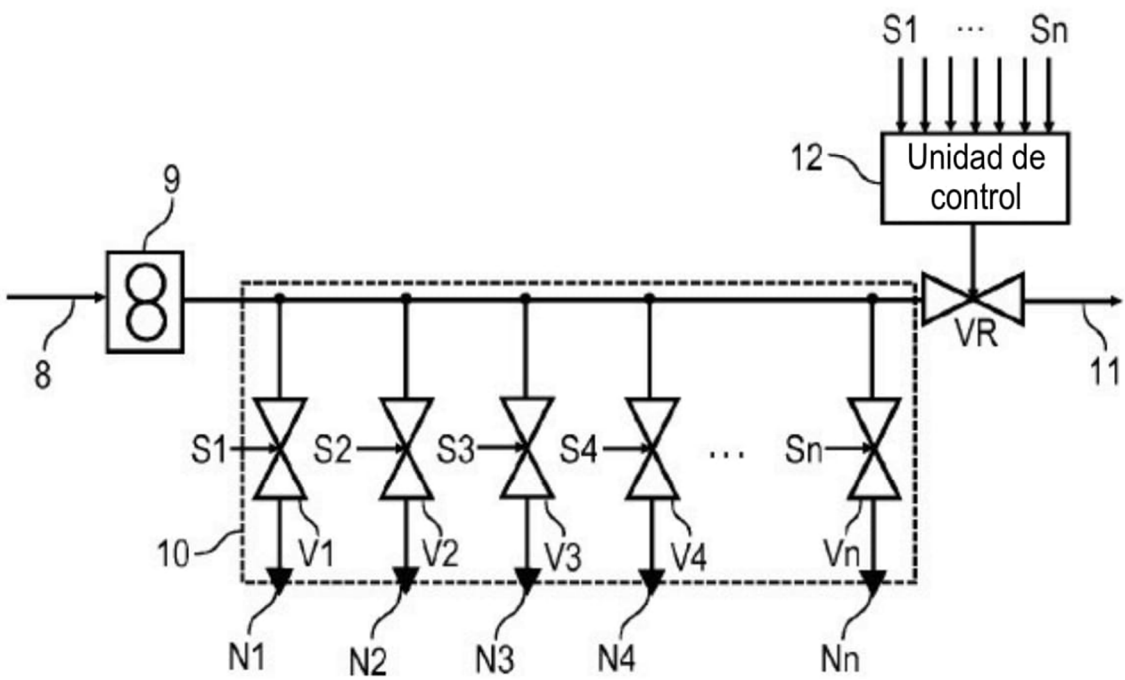 S1 ... Sn
12
Unidad de
control
9
8
VR
11
S1
S2
S3
S4
...
Sn
10
V1
V2
V3
V4
Vn
N1
N2
N3
N4
Nn